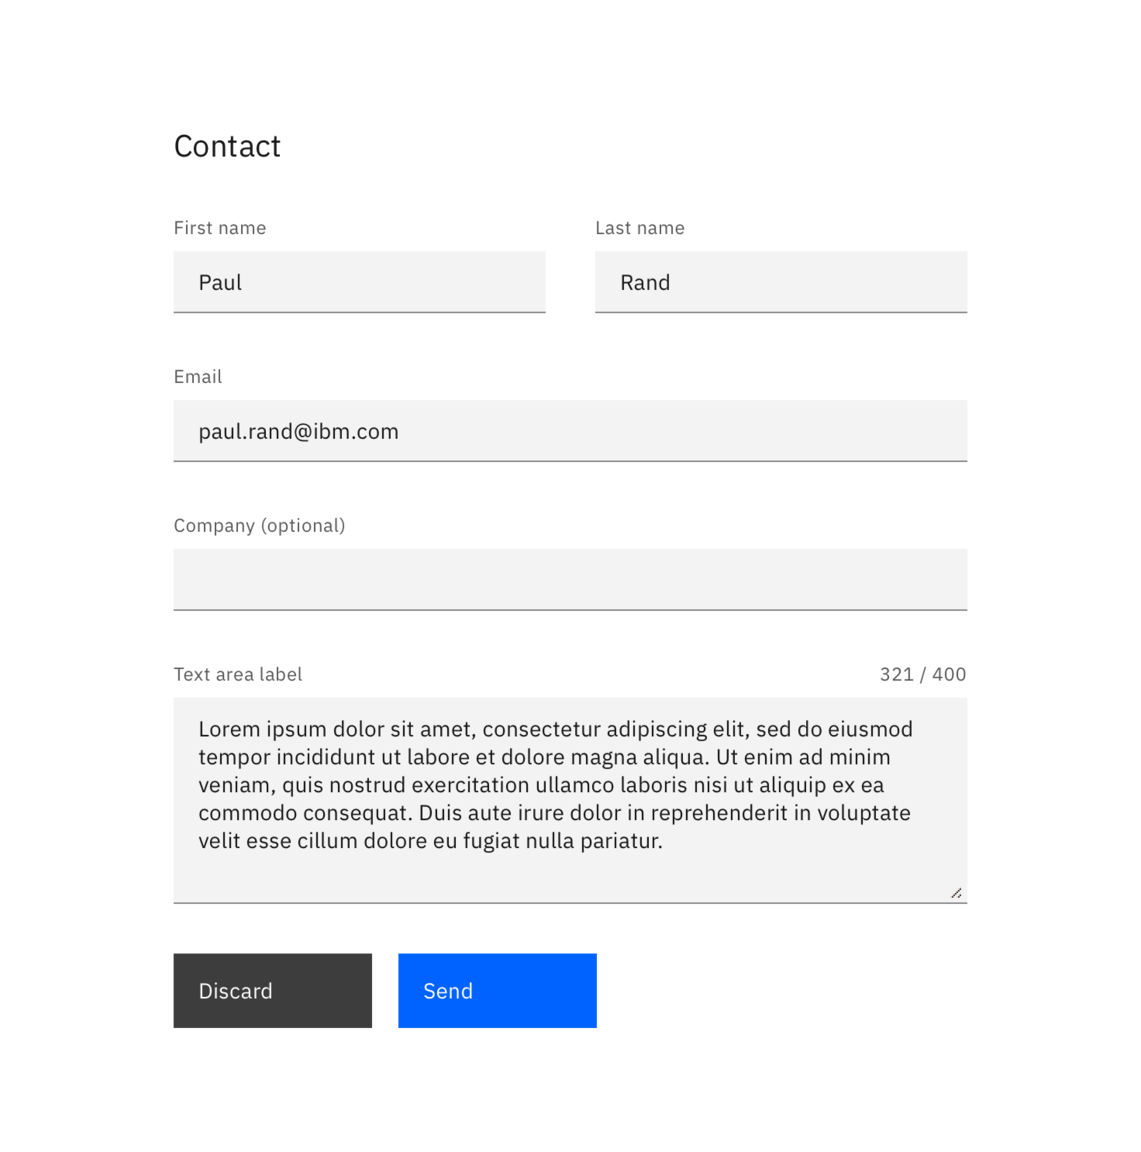 Contact
First name
Last name
Paul
Rand
Email
paul.rand@ibm.com
Company (optional)
Text area label
321 / 400
Lorem ipsum dolor sit amet, consectetur adipiscing elit, sed do eiusmod
tempor incididunt ut labore et dolore magna aliqua. Ut enim ad minim
veniam, quis nostrud exercitation ullamco laboris nisi ut aliquip ex ea
commodo consequat. Duis aute irure dolor in reprehenderit in voluptate
velit esse cillum dolore eu fugiat nulla pariatur.
Discard
Send